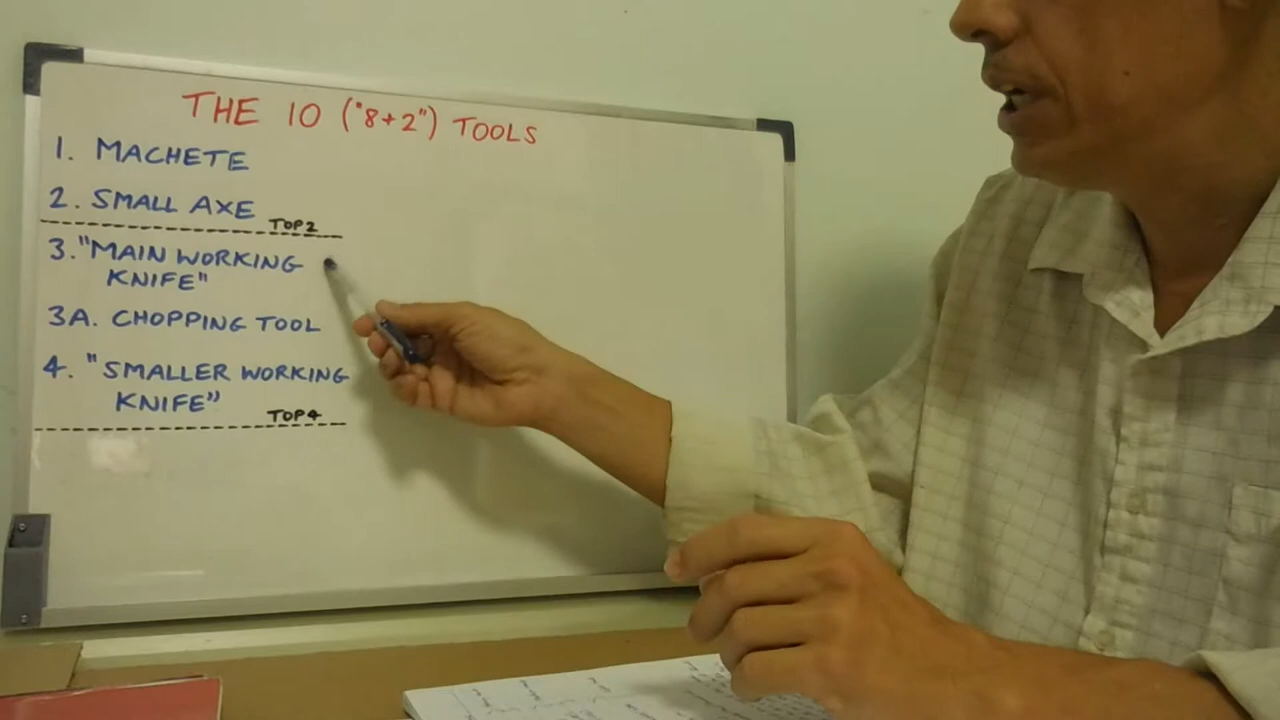 THE 10 ("8+2") TOOLS
1. MACHETE
2. SMALL AXE
TOP 2
3. "MAIN WORKING
KNIFE"
3A. CHOPPING TOOL
4. "SMALLER WORKING
KNIFE"
TOP 4